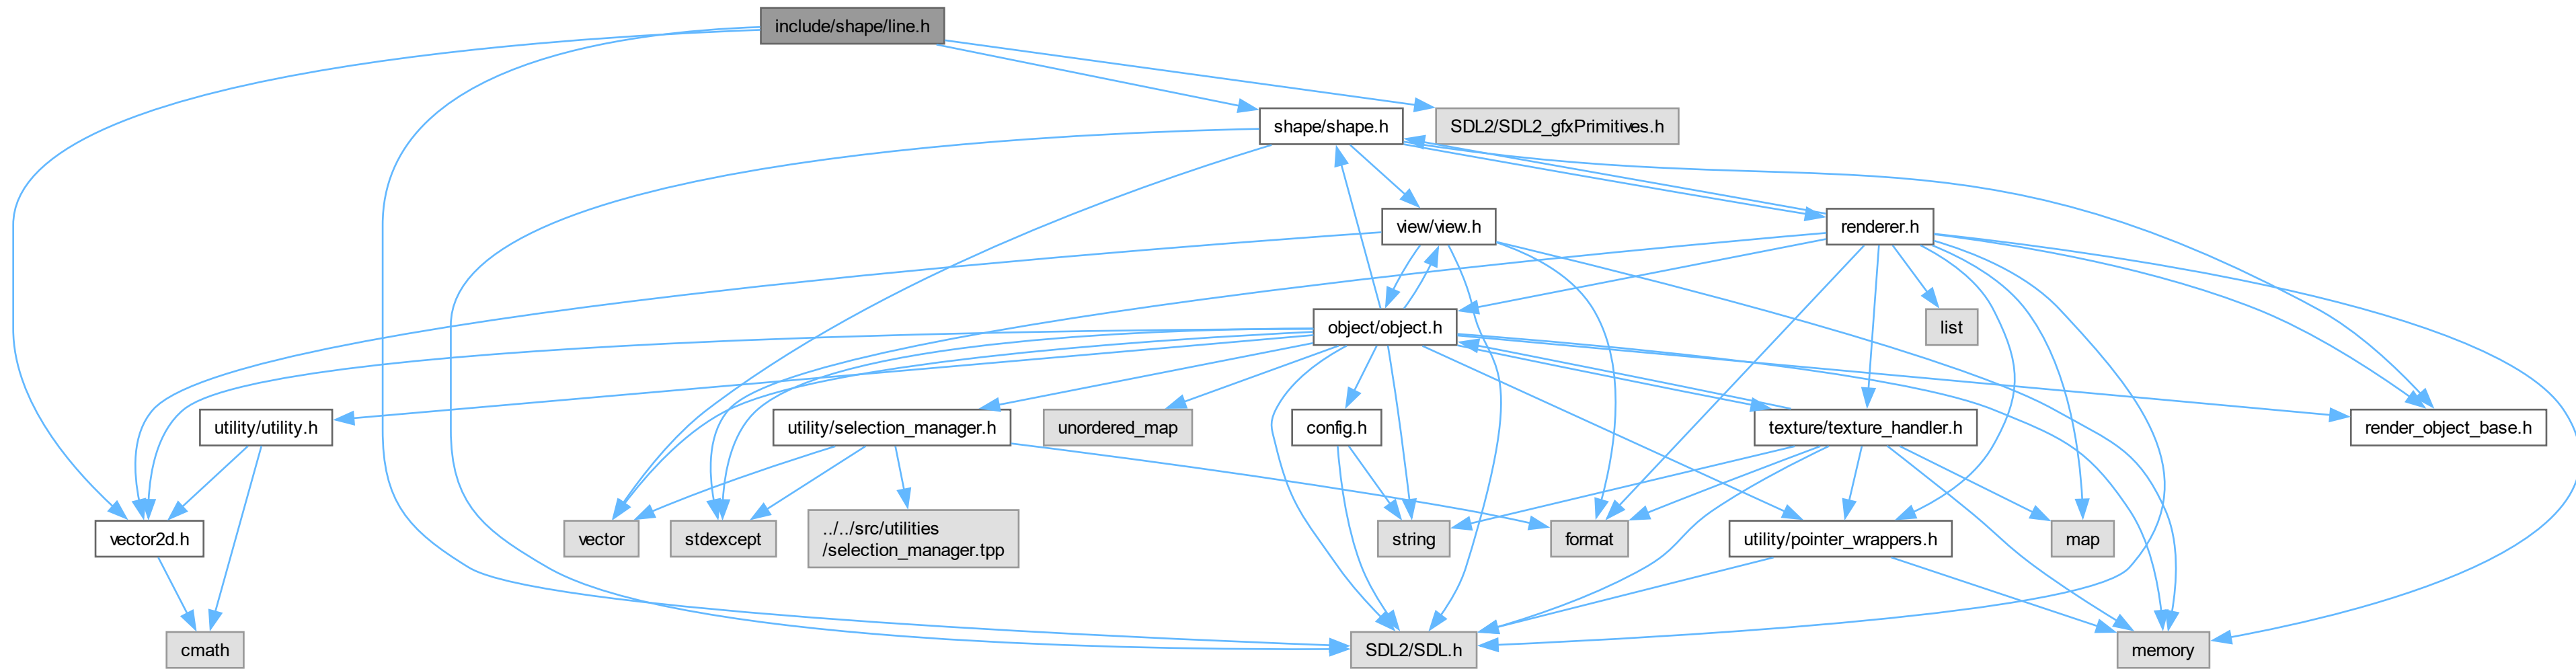 include/shape/line.h
shape/shape.h
SDL2/SDL2_gfxPrimitives.h
view/view.h
renderer.h
object/object.h
list
utility/utility.h
utility/selection_manager.h
unordered_map
config.h
texture/texture_handler.h
render_object_base.h
vector2d.h
vector
stdexcept
../../src/utilities
/selection_manager.tpp
string
format
utility/pointer_wrappers.h
map
cmath
SDL2/SDL.h
memory